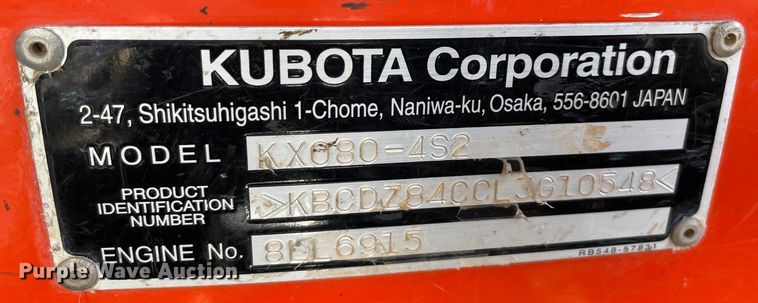 KUBOTA Corporation
2-47, Shikitsuhigashi 1-Chome, Naniwa-ku, Osaka, 556-8601 JAPAN
MODEL KX080-4S2
PRODUCT
IDENTIFICATION >KBCDZ84CCL3G10548<
NUMBER
ENGINE No.
RB548-57831
Purple Wave Auction